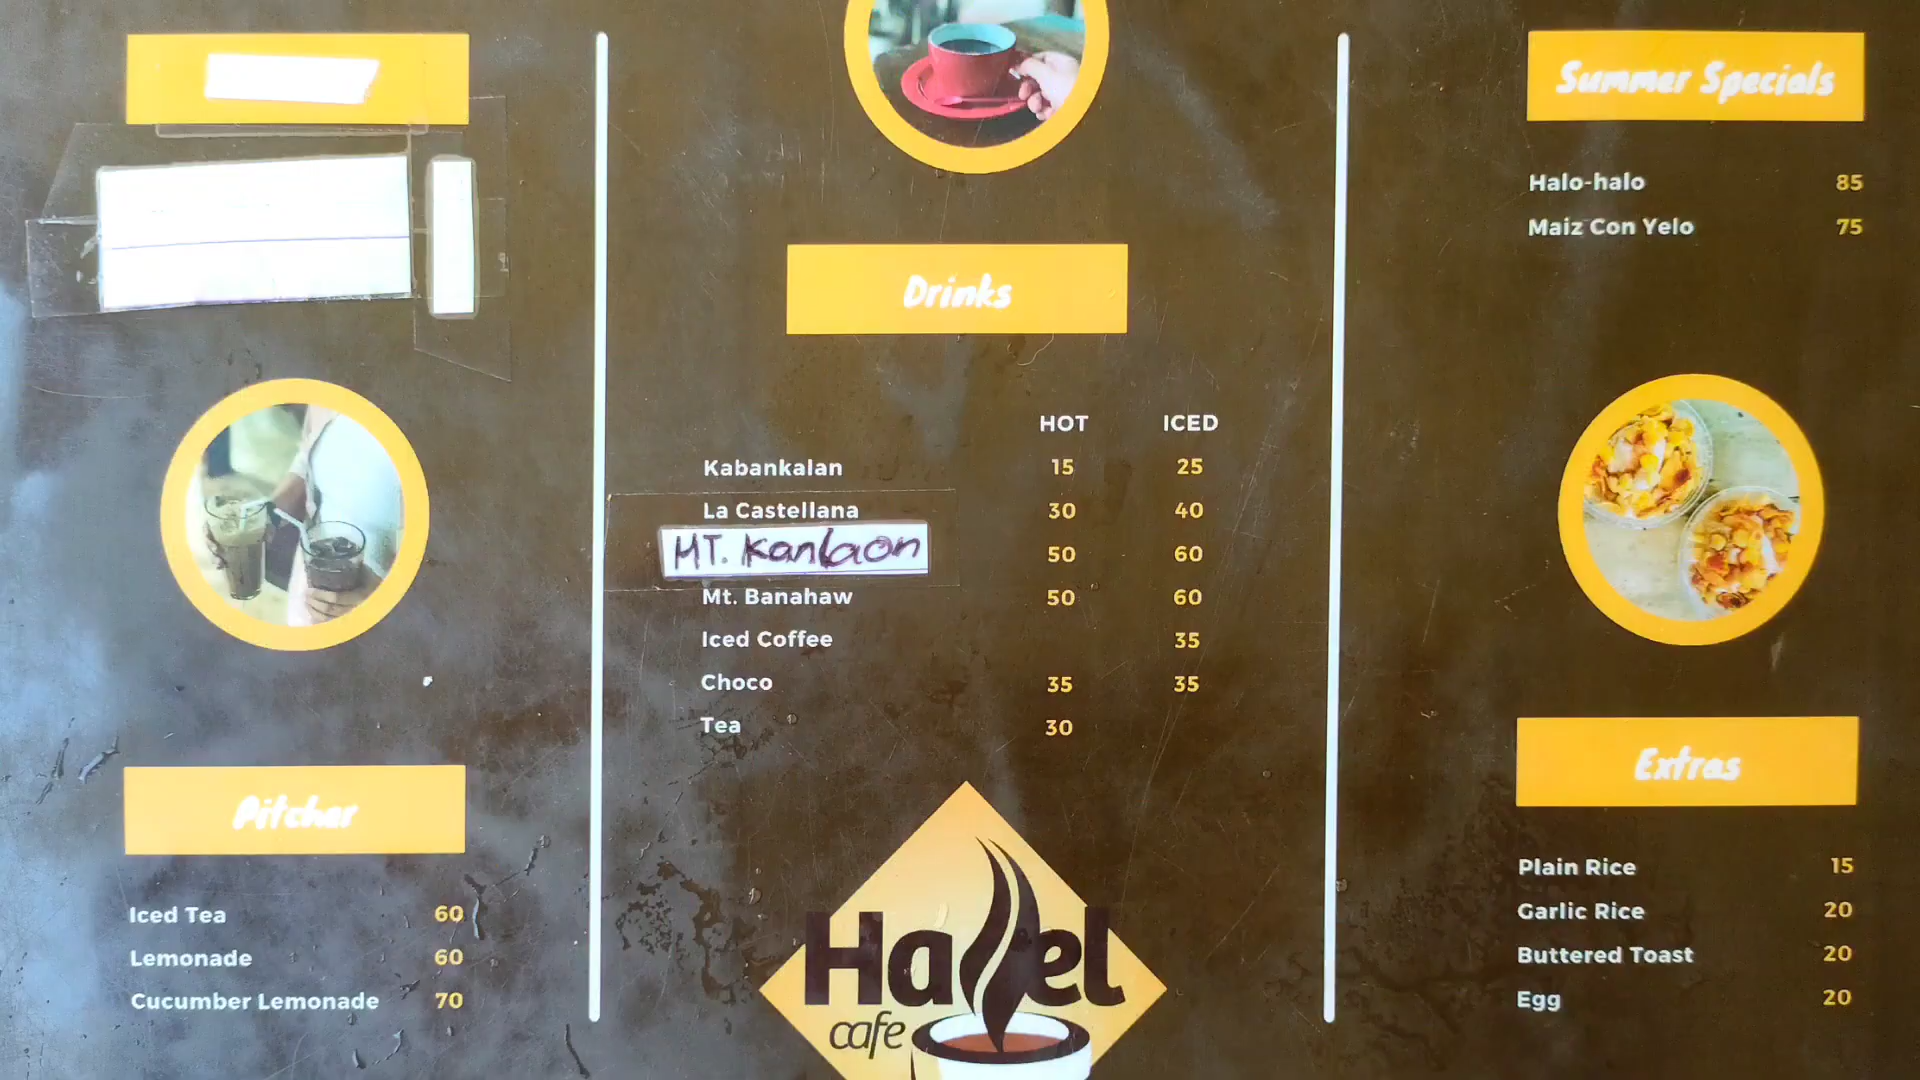 Pitcher
Iced Tea 60
Lemonade 60
Cucumber Lemonade 70
Drinks
HOT ICED
Kabankalan 15 25
La Castellana 30 40
MT. Kanlaon 50 60
Mt. Banahaw 50 60
Iced Coffee 35
Choco 35 35
Tea 30
Hallel
cafe
Summer Specials
Halo-halo 85
Maiz Con Yelo 75
Extras
Plain Rice 15
Garlic Rice 20
Buttered Toast 20
Egg 20